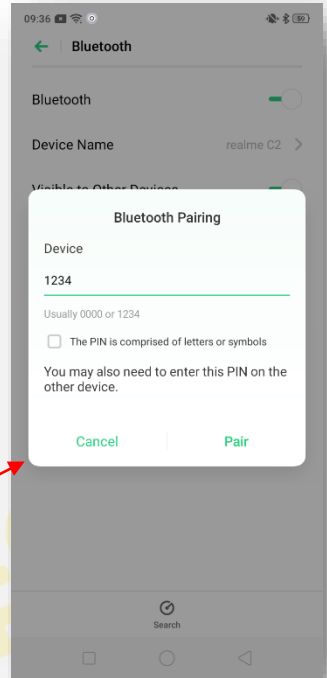 09:36
Bluetooth
Bluetooth
Device Name realme C2
Visible to Other Devices
Bluetooth Pairing
Device
1234
Usually 0000 or 1234
The PIN is comprised of letters or symbols
You may also need to enter this PIN on the
other device.
Cancel Pair
Search